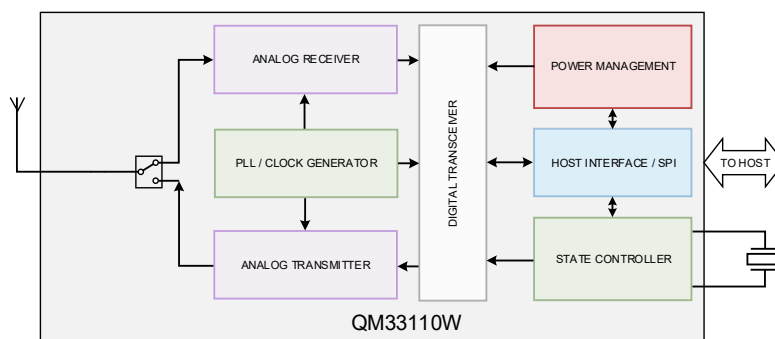 ANALOG RECEIVER
POWER MANAGEMENT
DIGITAL TRANSCEIVER
PLL / CLOCK GENERATOR
HOST INTERFACE / SPI
TO HOST
ANALOG TRANSMITTER
STATE CONTROLLER
QM33110W